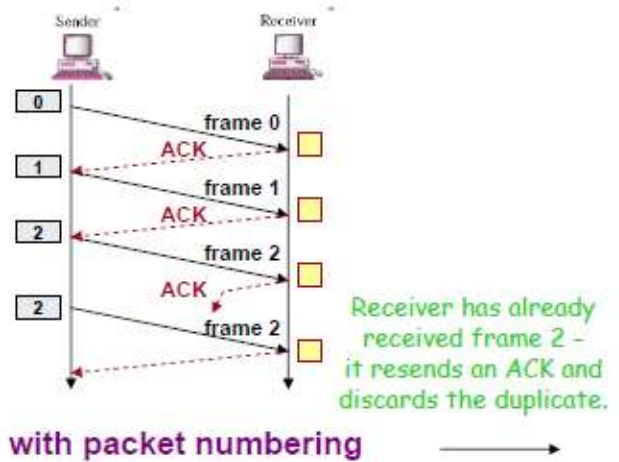 Sender
Receiver
0
frame 0
ACK
1
frame 1
ACK
2
frame 2
ACK
2
frame 2
Receiver has already
received frame 2 -
it resends an ACK and
discards the duplicate.
with packet numbering